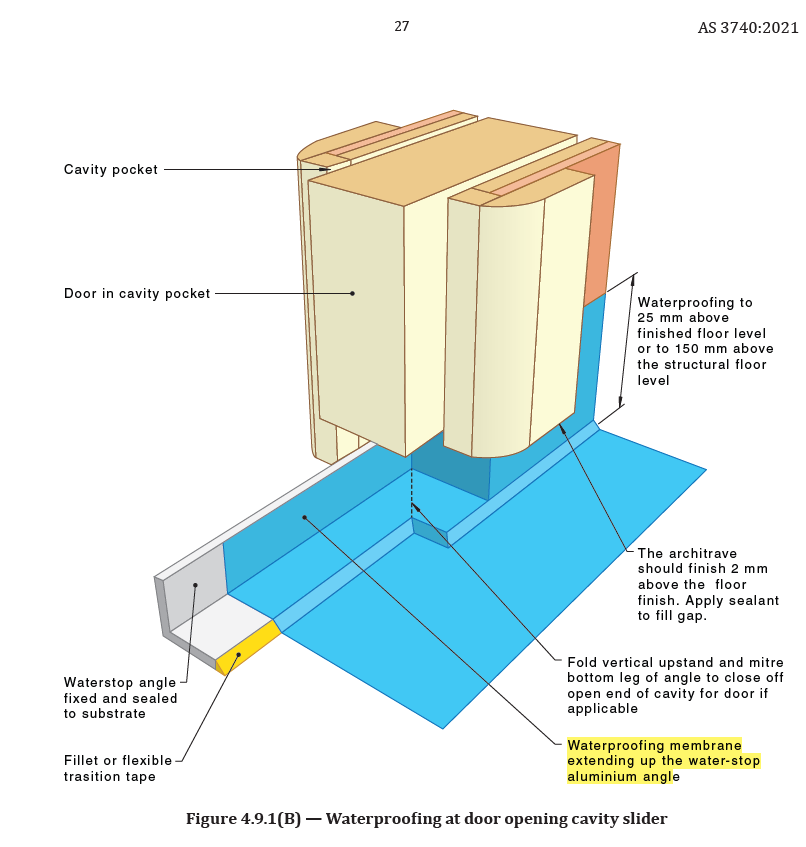 27
AS 3740:2021
Cavity pocket
Door in cavity pocket
Waterproofing to
25 mm above
finished floor level
or to 150 mm above
the structural floor
level
The architrave
should finish 2 mm
above the floor
finish. Apply sealant
to fill gap.
Fold vertical upstand and mitre
bottom leg of angle to close off
open end of cavity for door if
applicable
Waterstop angle
fixed and sealed
to substrate
Waterproofing membrane
extending up the water-stop
aluminium angle
Fillet or flexible
trasition tape
Figure 4.9.1(B) — Waterproofing at door opening cavity slider